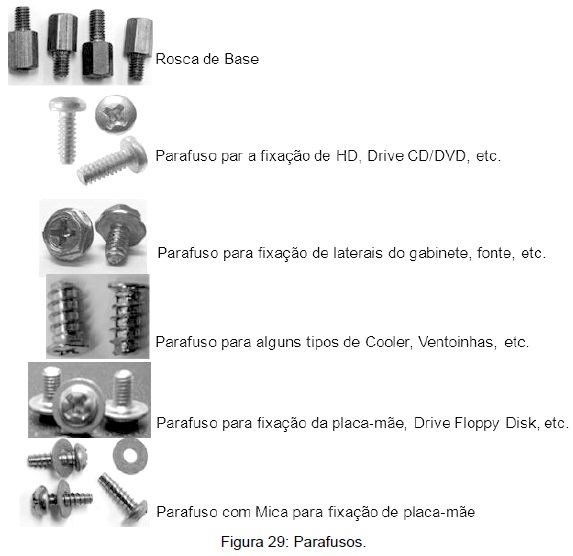 Rosca de Base
Parafuso par a fixação de HD, Drive CD/DVD, etc.
Parafuso para fixação de laterais do gabinete, fonte, etc.
Parafuso para alguns tipos de Cooler, Ventoinhas, etc.
Parafuso para fixação da placa-mãe, Drive Floppy Disk, etc.
Parafuso com Mica para fixação de placa-mãe
Figura 29: Parafusos.